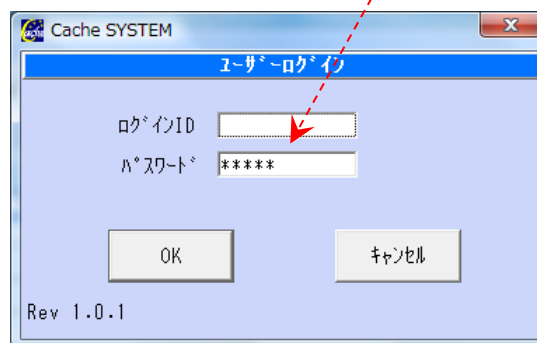 Cache SYSTEM
ﾕｰｻﾞｰﾛｸﾞｲﾝ
ﾛｸﾞｲﾝID
ﾊﾟｽﾜｰﾄﾞ *****
OK ｷｬﾝｾﾙ
Rev 1.0.1